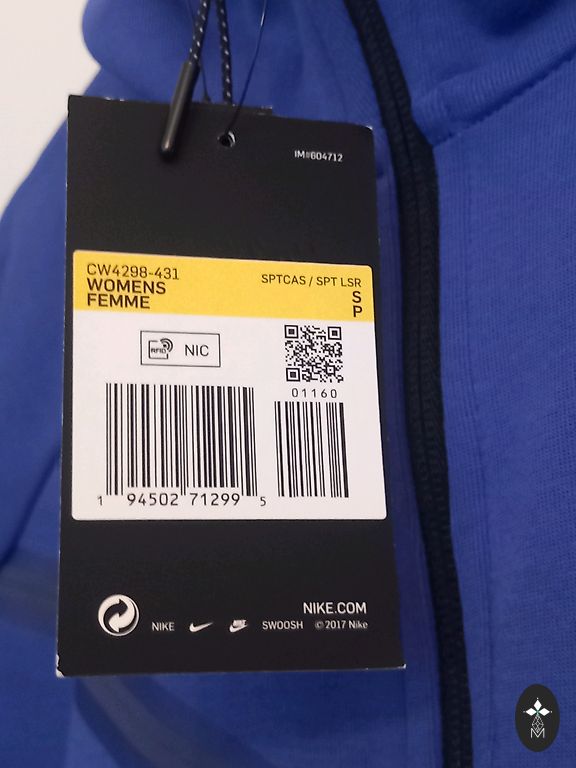 IM#604712
CW4298-431
WOMENS
FEMME
SPTCAS / SPT LSR
S
P
RFID NIC
01160
1 94502 71299 5
NIKE.COM
NIKE SWOOSH © 2017 Nike
M